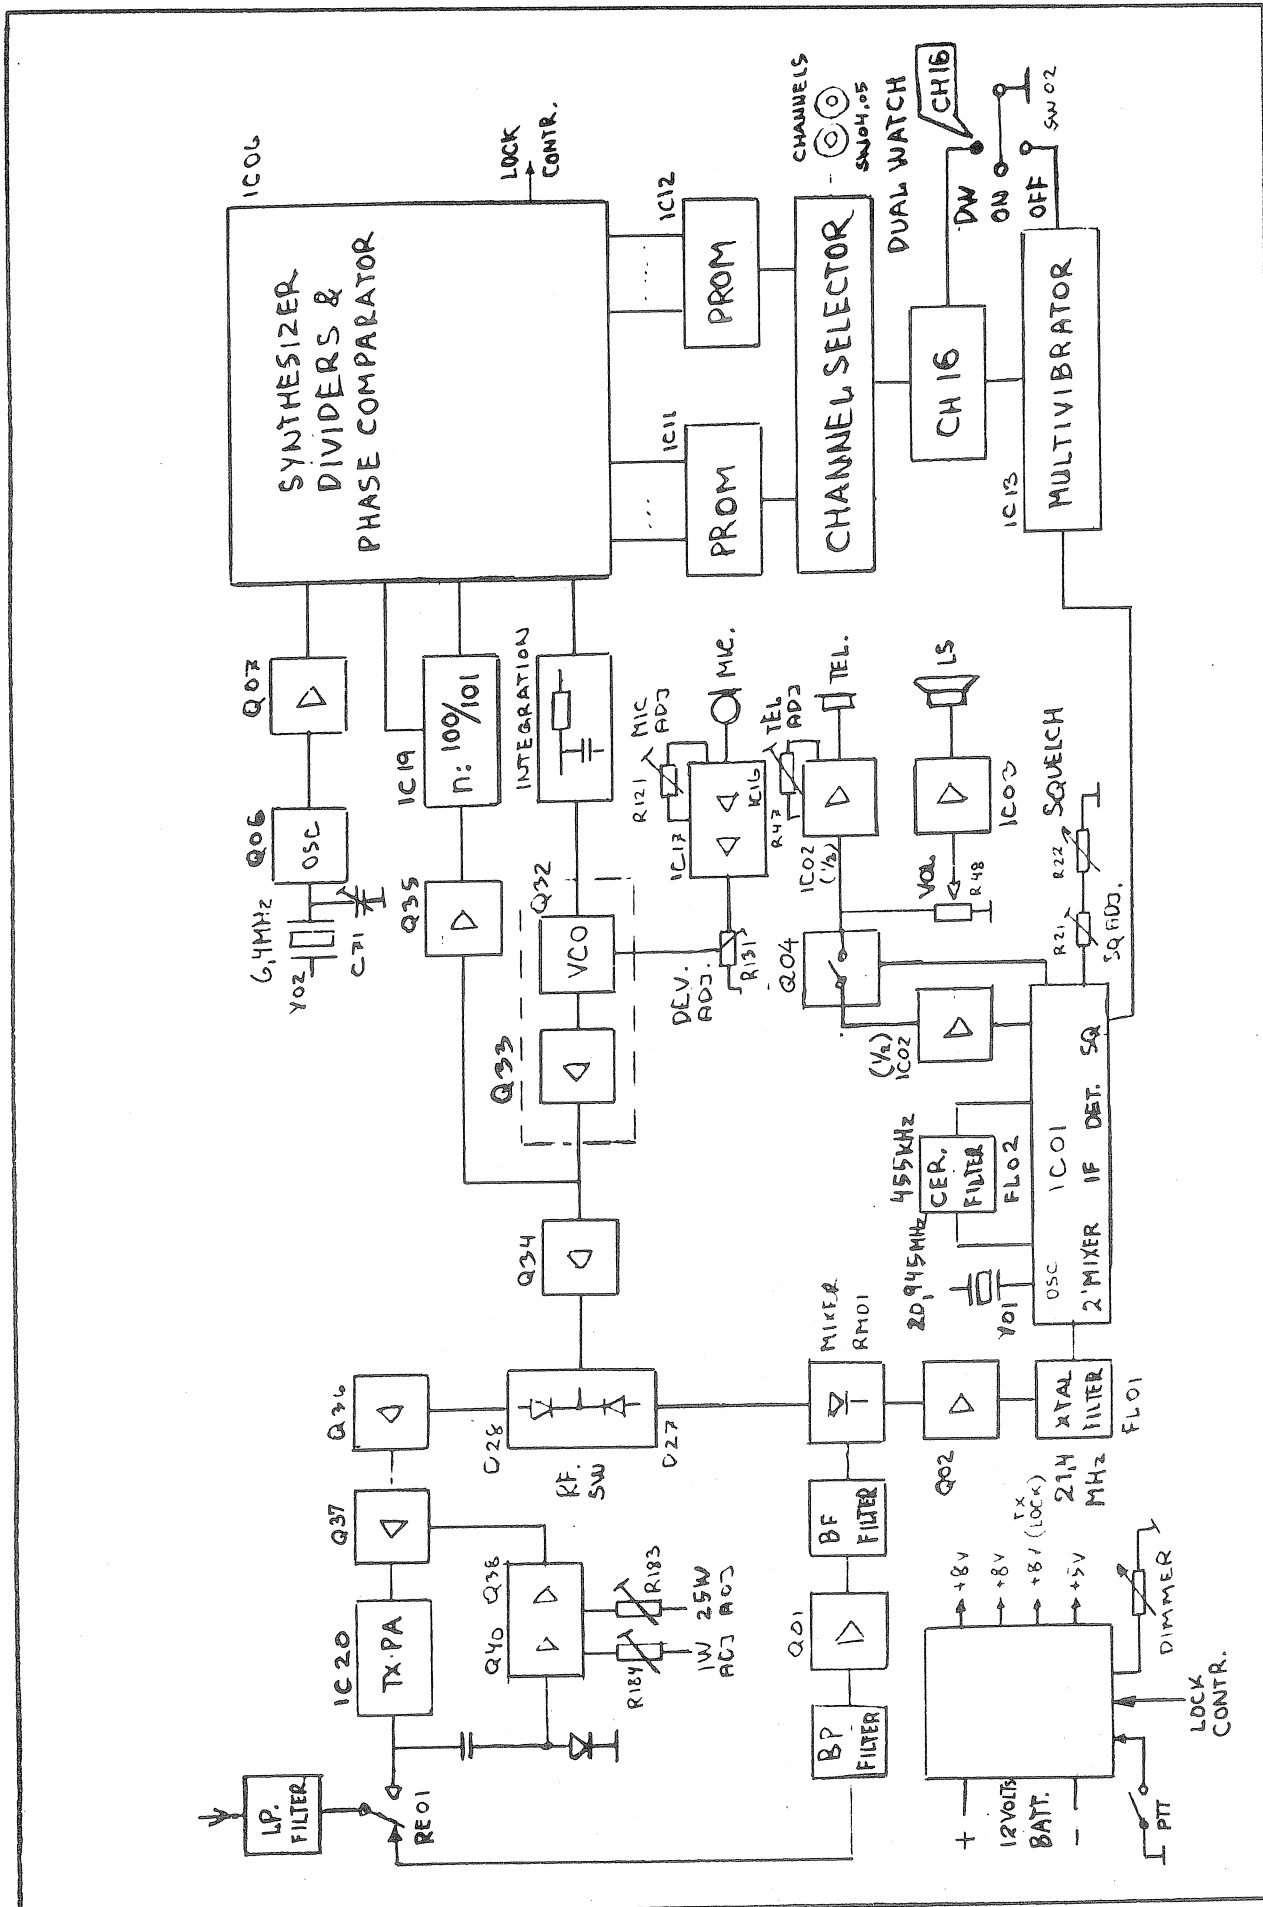 LP.
FILTER
RE01
IC20
TX-PA
Q37
Q36
Q40 Q38
R184
R183
1W
ADJ
25W
ADJ
D28
RF.
SW
D27
Q34
Q33
VCO
Q32
Q35
6,4MHz
Y02
C71
Q06
OSC
Q07
IC19
n: 100/101
INTEGRATION
IC06
SYNTHESIZER
DIVIDERS &
PHASE COMPARATOR
LOCK
CONTR.
IC11
PROM
IC12
PROM
CHANNEL SELECTOR
CHANNELS
SW04,05
DUAL WATCH
CH16
DW
ON
OFF
SW02
CH 16
IC13
MULTIVIBRATOR
DEV.
ADJ.
R131
IC17
IC16
R121
MIC
ADJ
MIC.
R47
TEL
ADJ
TEL.
IC02
(1/2)
Q04
VOL.
R48
IC03
LS
(1/2)
IC02
SQUELCH
R21
R22
SQ ADJ.
BP
FILTER
Q01
BF
FILTER
MIXER
RM01
Q02
XTAL
FILTER
FL01
21,4
MHz
20,945MHz
Y01
455KHz
CER.
FILTER
FL02
OSC
IC01
2'MIXER IF DET. SQ
+
12VOLTS
BATT.
-
PTT
LOCK
CONTR.
DIMMER
+8V
+8V
+8V (LOCK)
TX
+5V